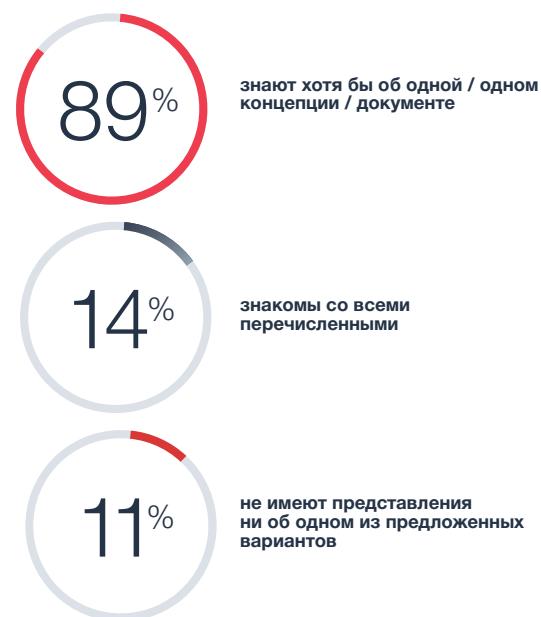 89%
знают хотя бы об одной / одном
концепции / документе
14%
знакомы со всеми
перечисленными
11%
не имеют представления
ни об одном из предложенных
вариантов